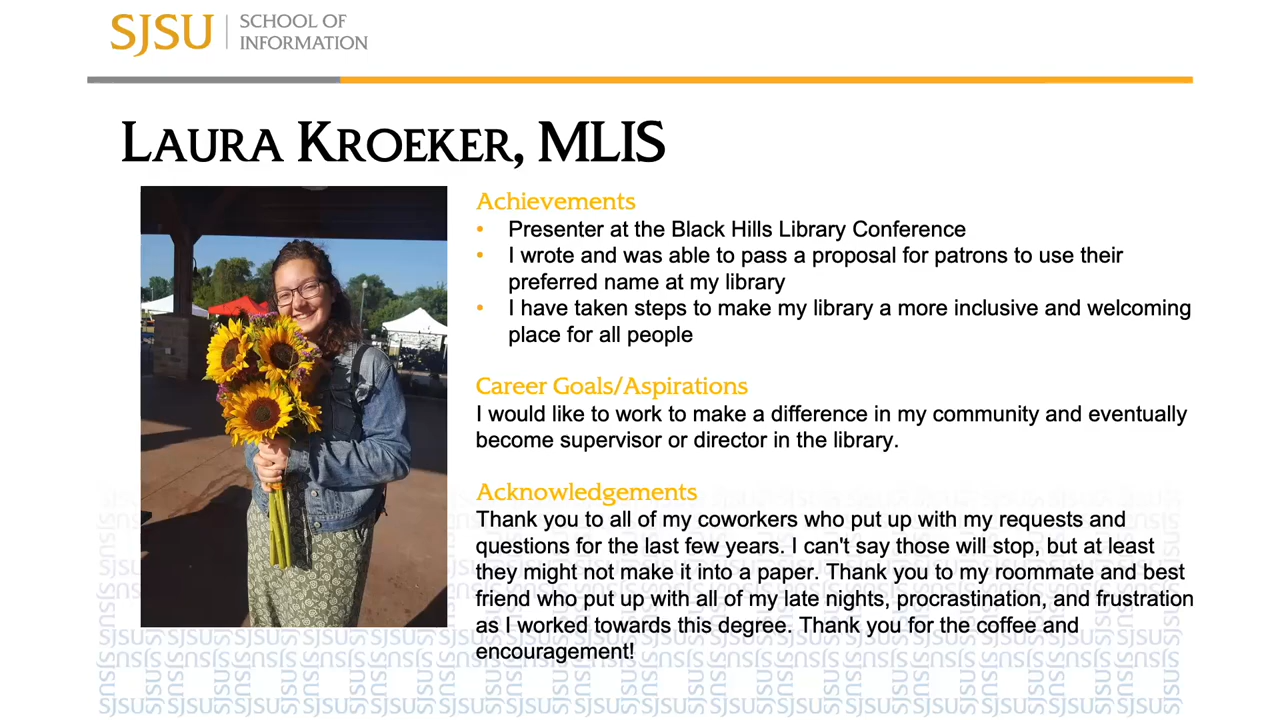 SJSU
SCHOOL OF
INFORMATION
LAURA KROEKER, MLIS
Achievements
• Presenter at the Black Hills Library Conference
• I wrote and was able to pass a proposal for patrons to use their
preferred name at my library
• I have taken steps to make my library a more inclusive and welcoming
place for all people
Career Goals/Aspirations
I would like to work to make a difference in my community and eventually
become supervisor or director in the library.
Acknowledgements
Thank you to all of my coworkers who put up with my requests and
questions for the last few years. I can't say those will stop, but at least
they might not make it into a paper. Thank you to my roommate and best
friend who put up with all of my late nights, procrastination, and frustration
as I worked towards this degree. Thank you for the coffee and
encouragement!